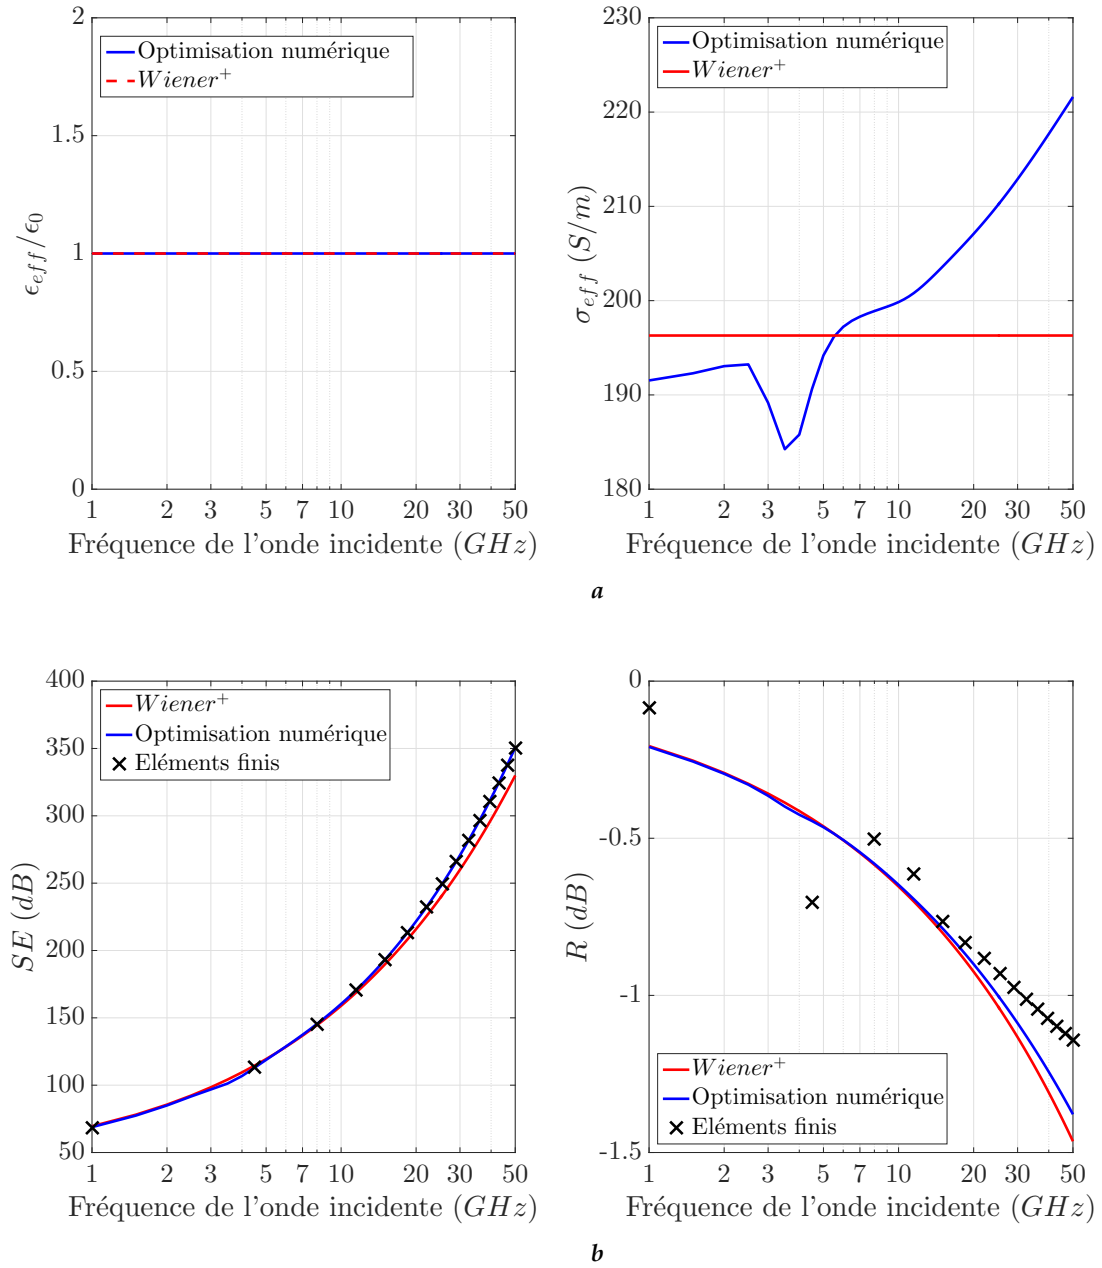 2
1.5
1
0.5
0
ϵeff/ϵ0
Optimisation numérique
Wiener+
1 2 3 5 7 10 20 30 50
Fréquence de l'onde incidente (GHz)
230
220
210
200
190
180
σeff (S/m)
Optimisation numérique
Wiener+
1 2 3 5 7 10 20 30 50
Fréquence de l'onde incidente (GHz)
a
400
350
300
250
200
150
100
50
SE (dB)
Wiener+
Optimisation numérique
Eléments finis
1 2 3 5 7 10 20 30 50
Fréquence de l'onde incidente (GHz)
0
-0.5
-1
-1.5
R (dB)
Wiener+
Optimisation numérique
Eléments finis
1 2 3 5 7 10 20 30 50
Fréquence de l'onde incidente (GHz)
b